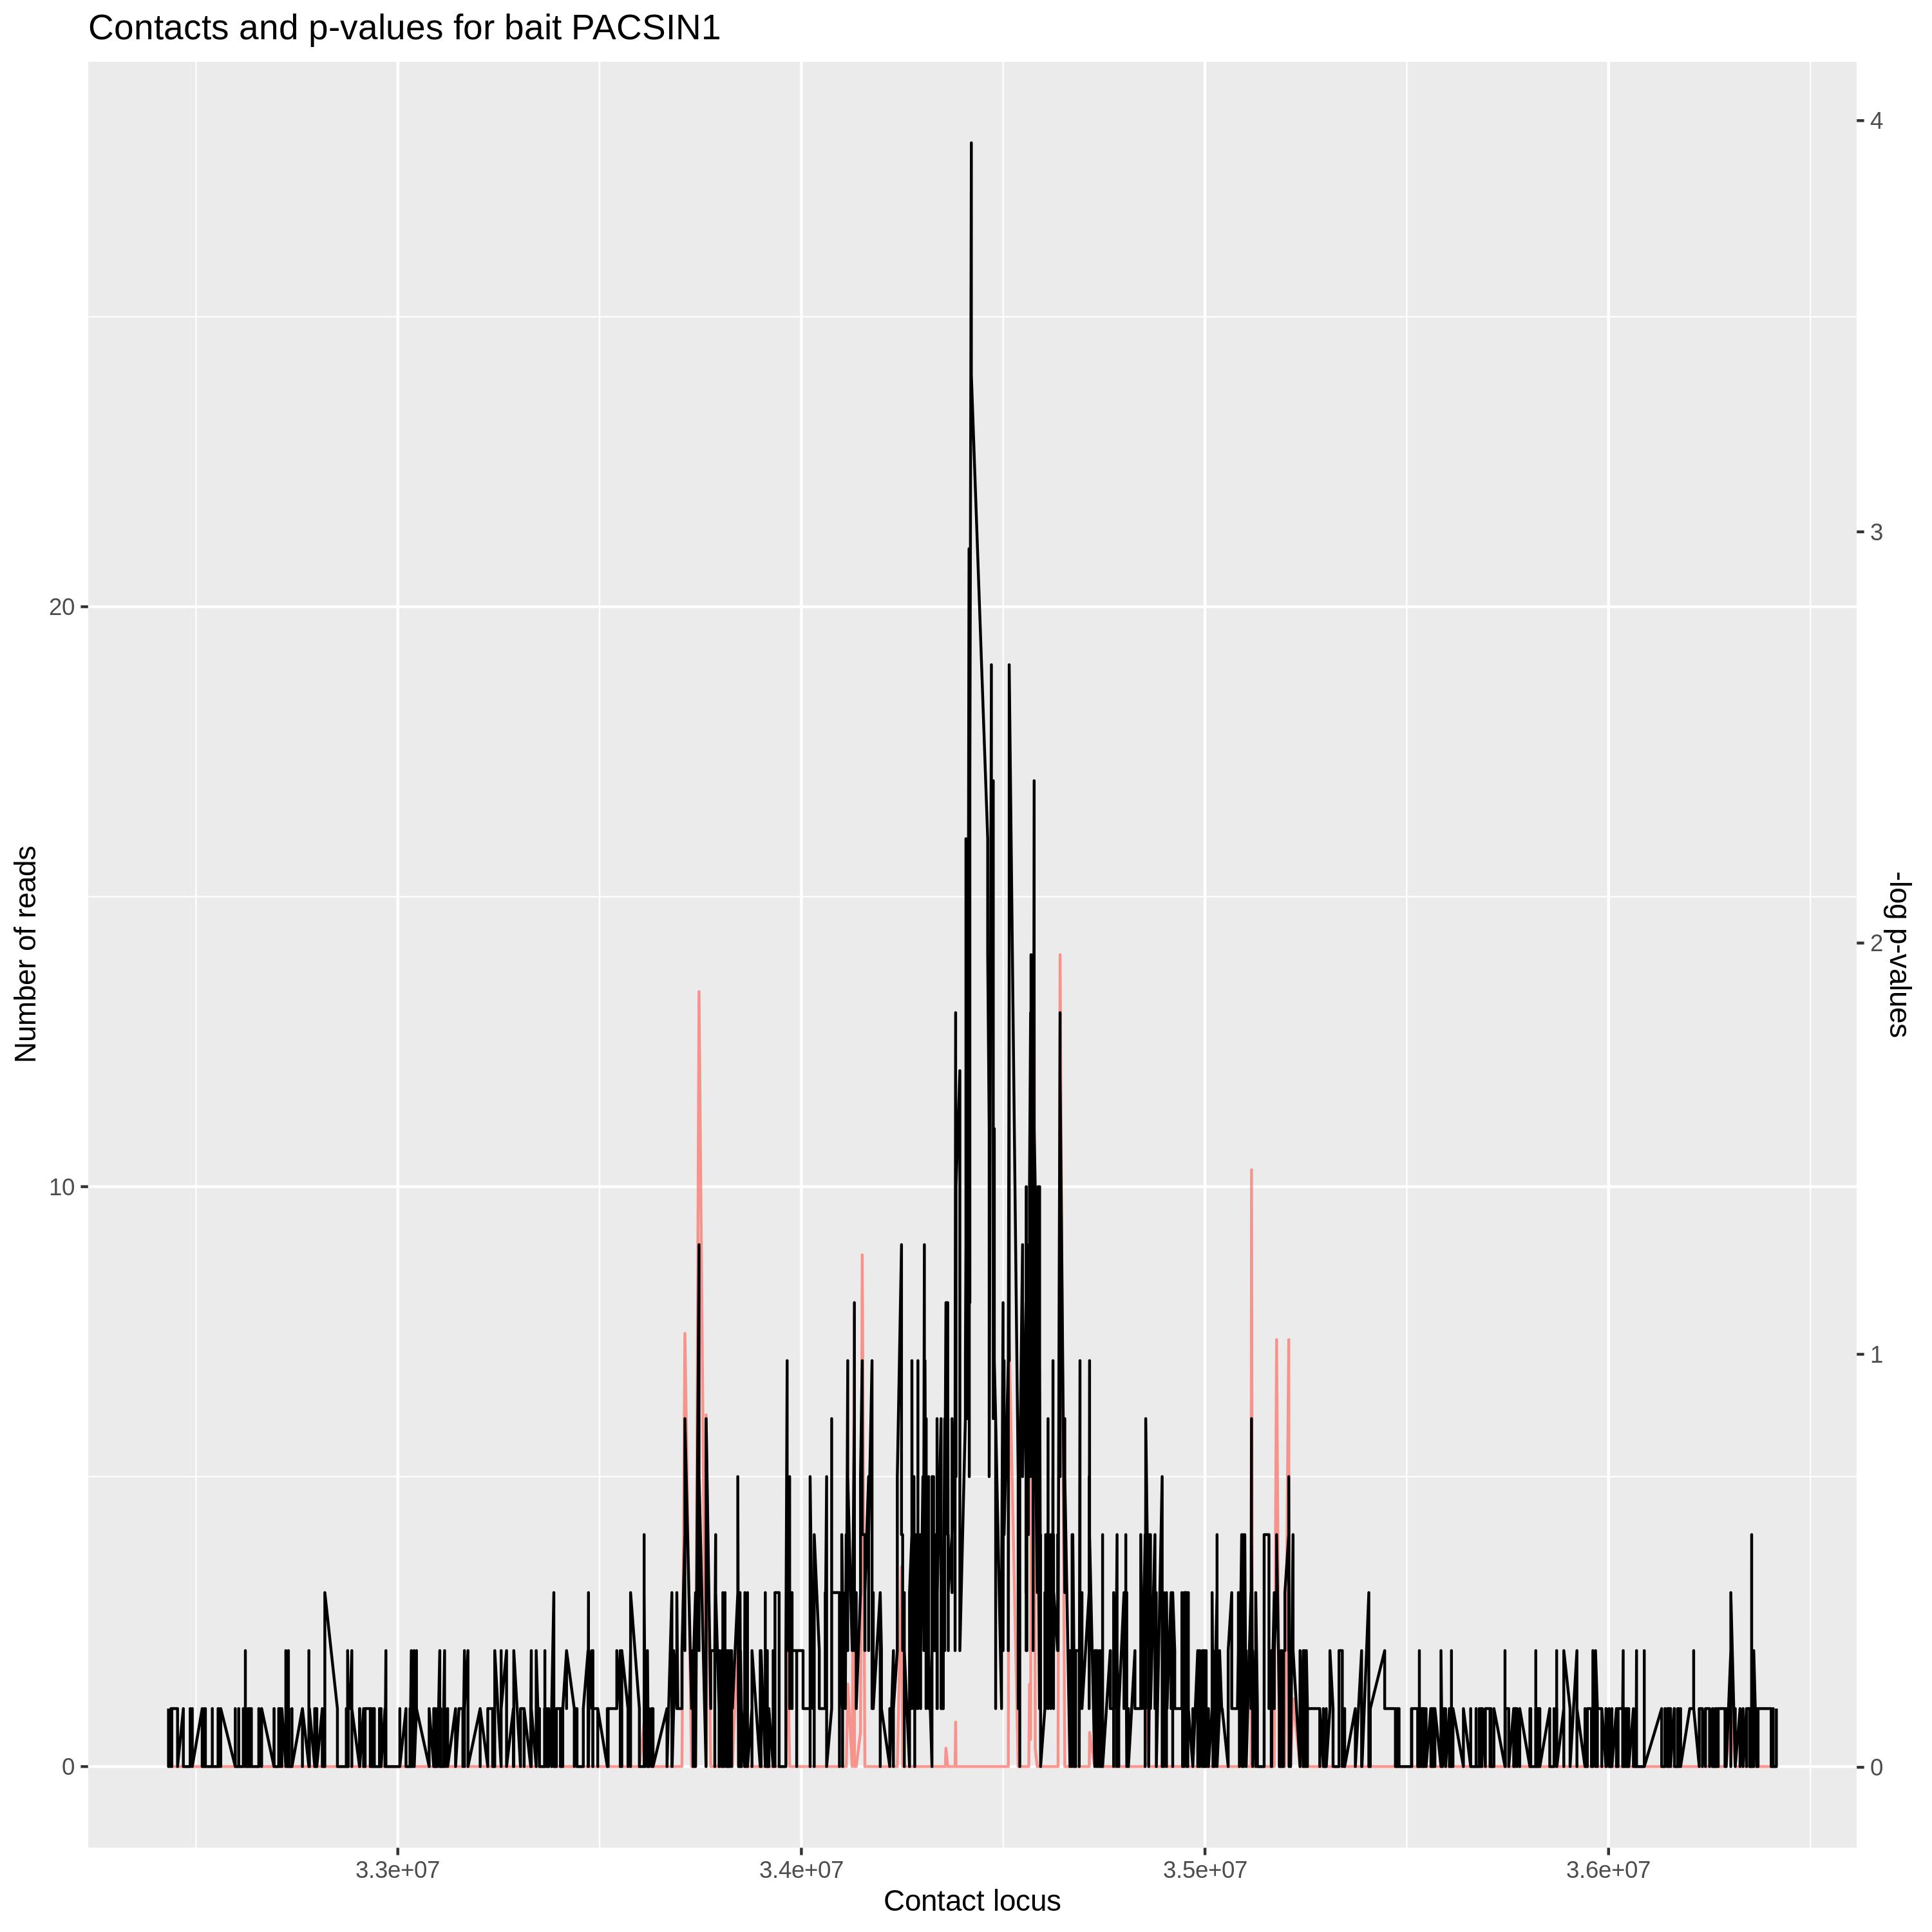 Contacts and p-values for bait PACSIN1
4
3
20
2
Number of reads
-log p-values
10
1
0
0
3.3e+07
3.4e+07
3.5e+07
3.6e+07
Contact locus